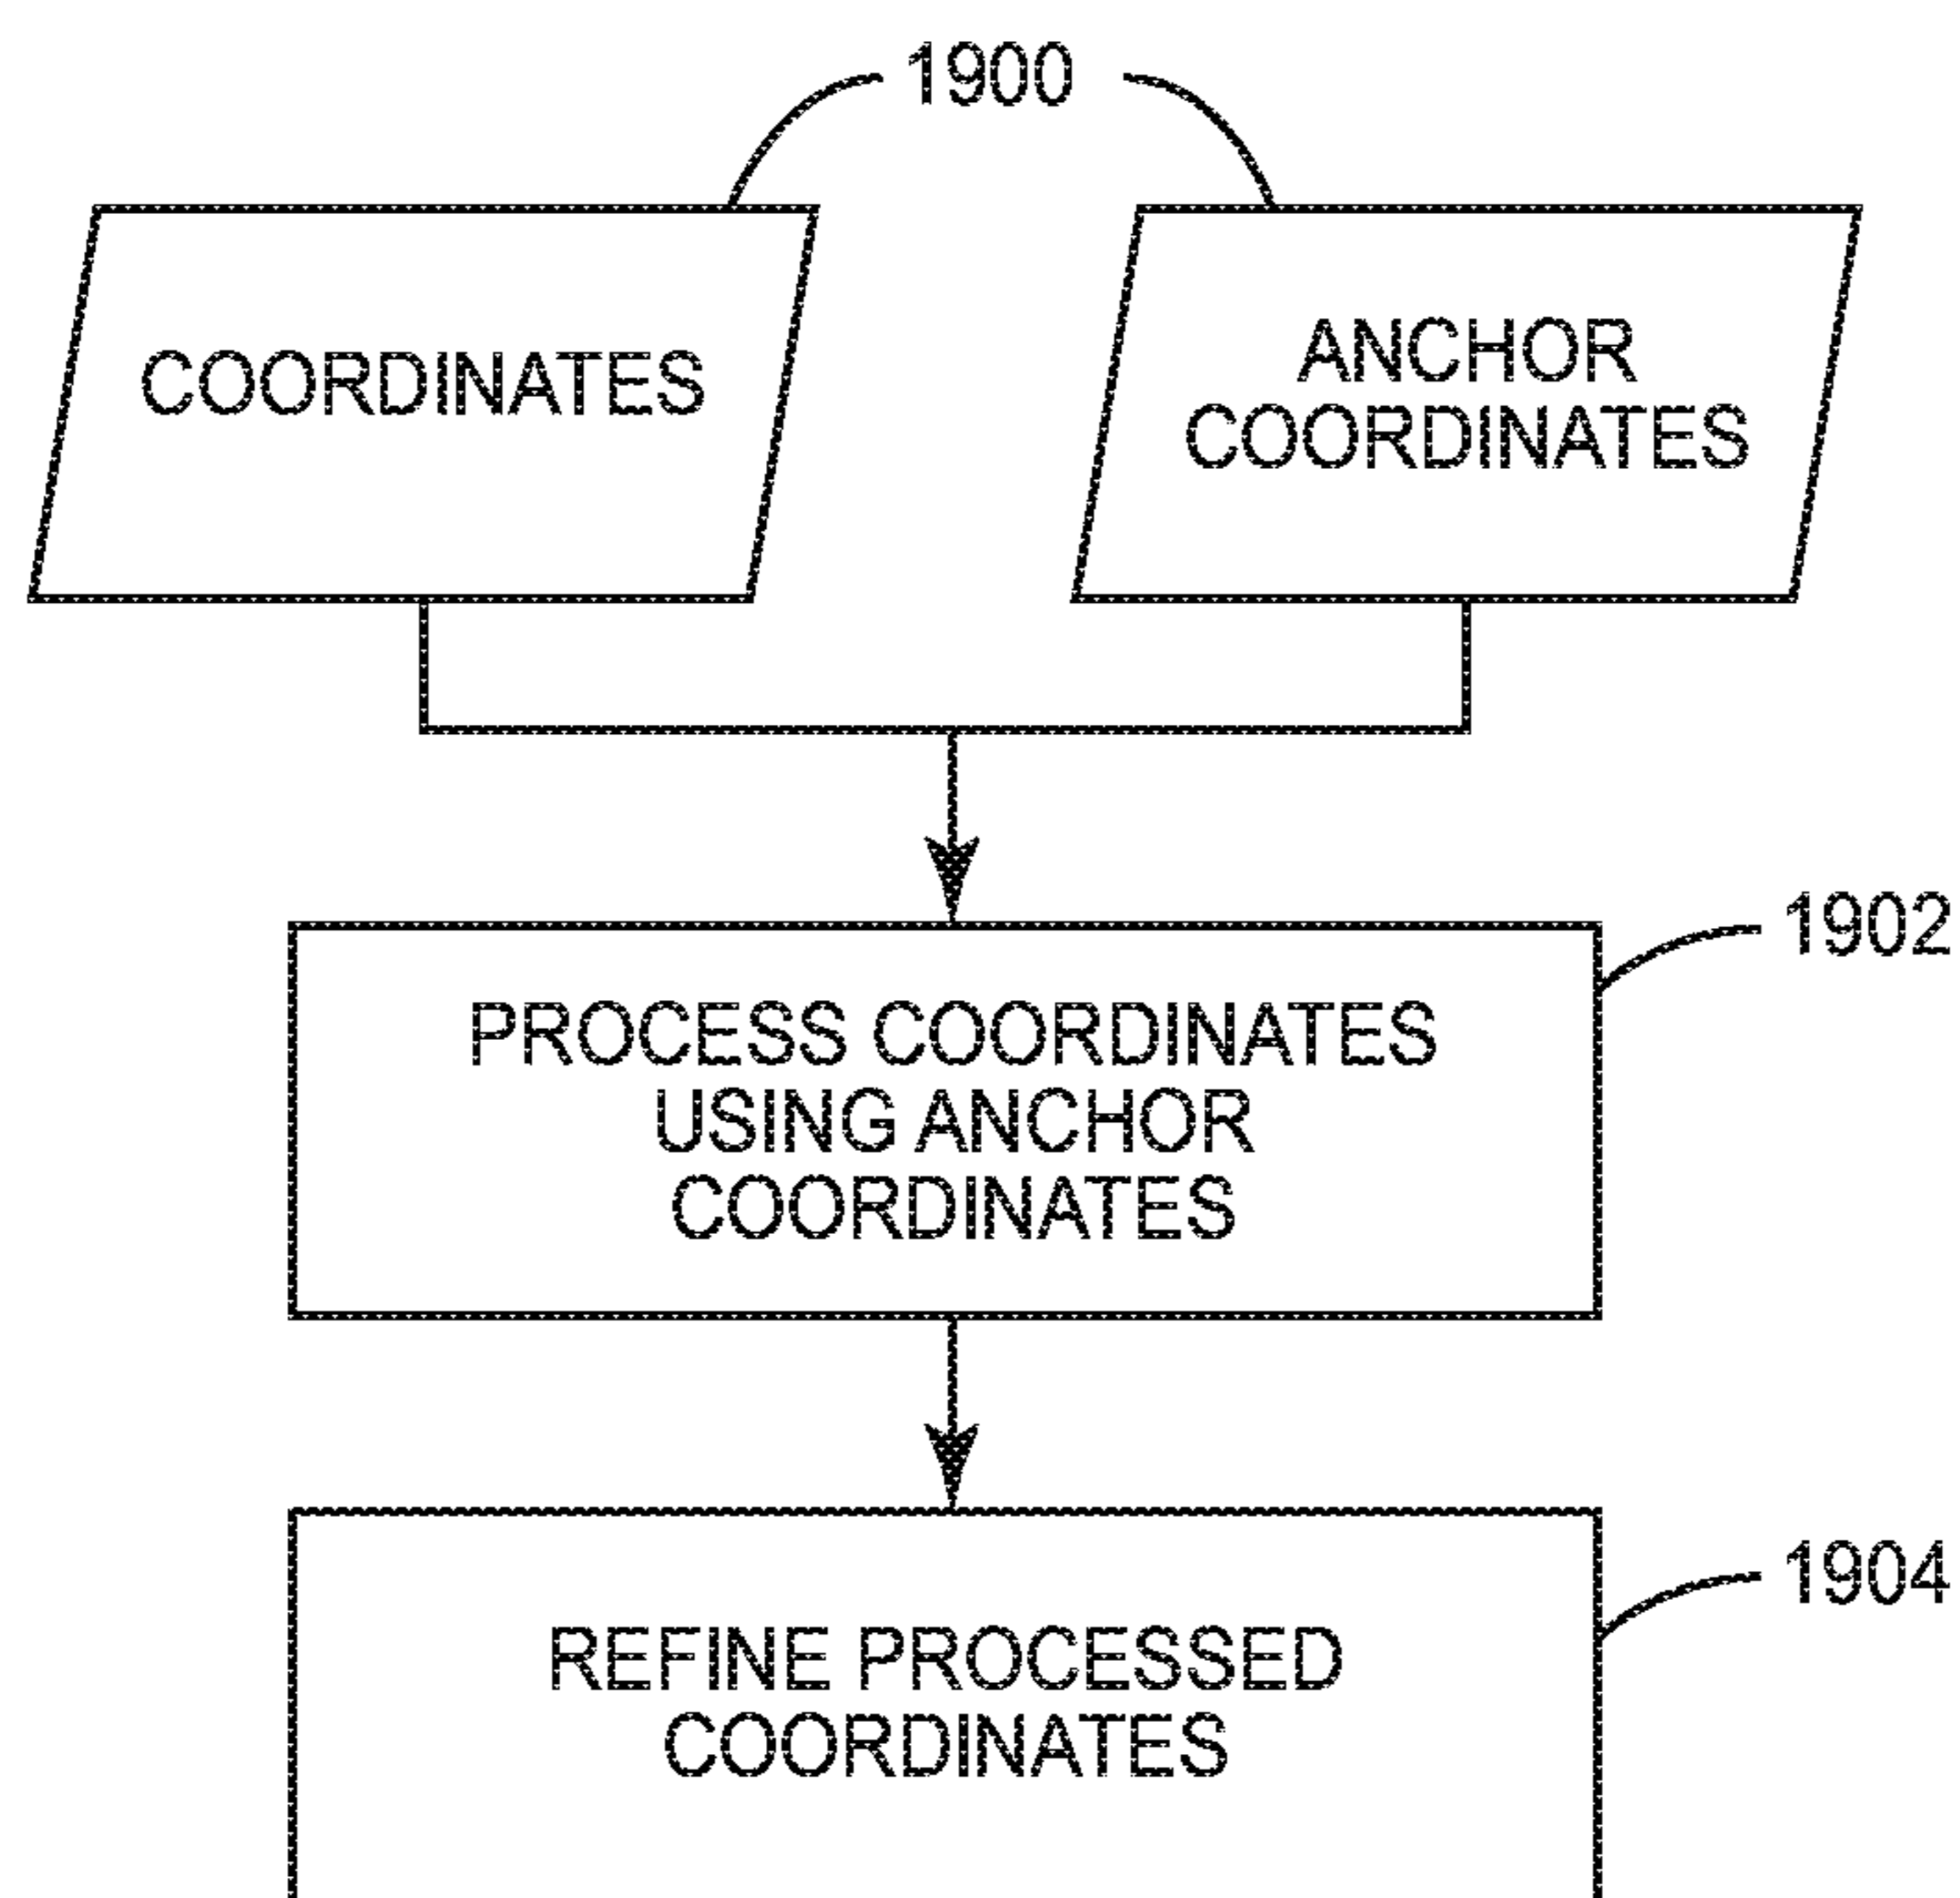 1900
COORDINATES
ANCHOR
COORDINATES
1902
PROCESS COORDINATES
USING ANCHOR
COORDINATES
1904
REFINE PROCESSED
COORDINATES